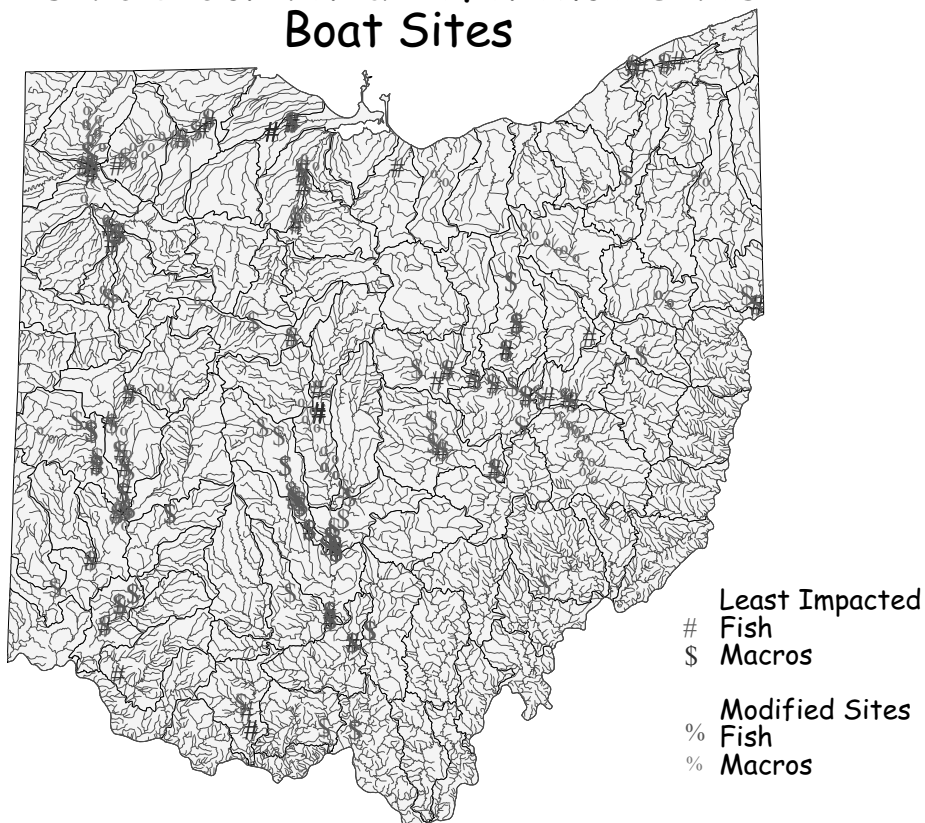 Boat Sites
Least Impacted
# Fish
$ Macros
Modified Sites
% Fish
% Macros